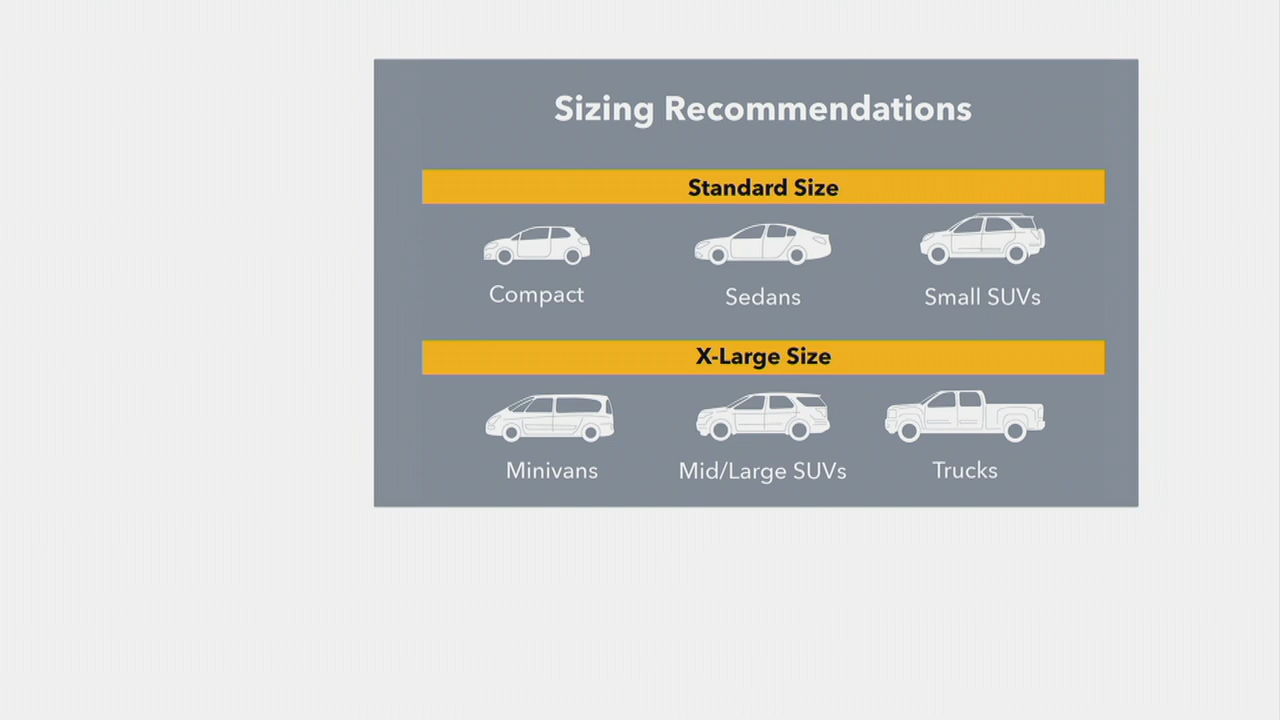 Sizing Recommendations
Standard Size
Compact Sedans Small SUVs
X-Large Size
Minivans Mid/Large SUVs Trucks